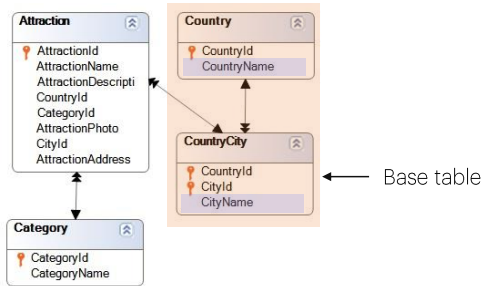 Attraction
AttractionId
AttractionName
AttractionDescripti
CountryId
CategoryId
AttractionPhoto
CityId
AttractionAddress
Country
CountryId
CountryName
CountryCity
CountryId
CityId
CityName
Base table
Category
CategoryId
CategoryName